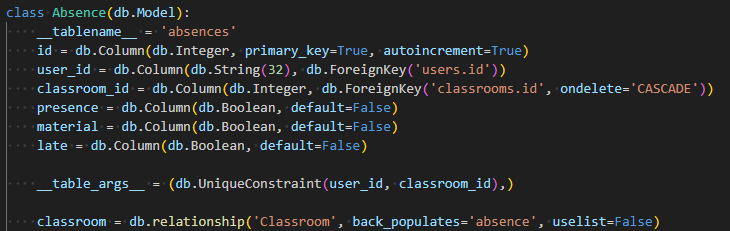 class Absence(db.Model):
    __tablename__ = 'absences'
    id = db.Column(db.Integer, primary_key=True, autoincrement=True)
    user_id = db.Column(db.String(32), db.ForeignKey('users.id'))
    classroom_id = db.Column(db.Integer, db.ForeignKey('classrooms.id', ondelete='CASCADE'))
    presence = db.Column(db.Boolean, default=False)
    material = db.Column(db.Boolean, default=False)
    late = db.Column(db.Boolean, default=False)
    __table_args__ = (db.UniqueConstraint(user_id, classroom_id),)
    classroom = db.relationship('Classroom', back_populates='absence', uselist=False)